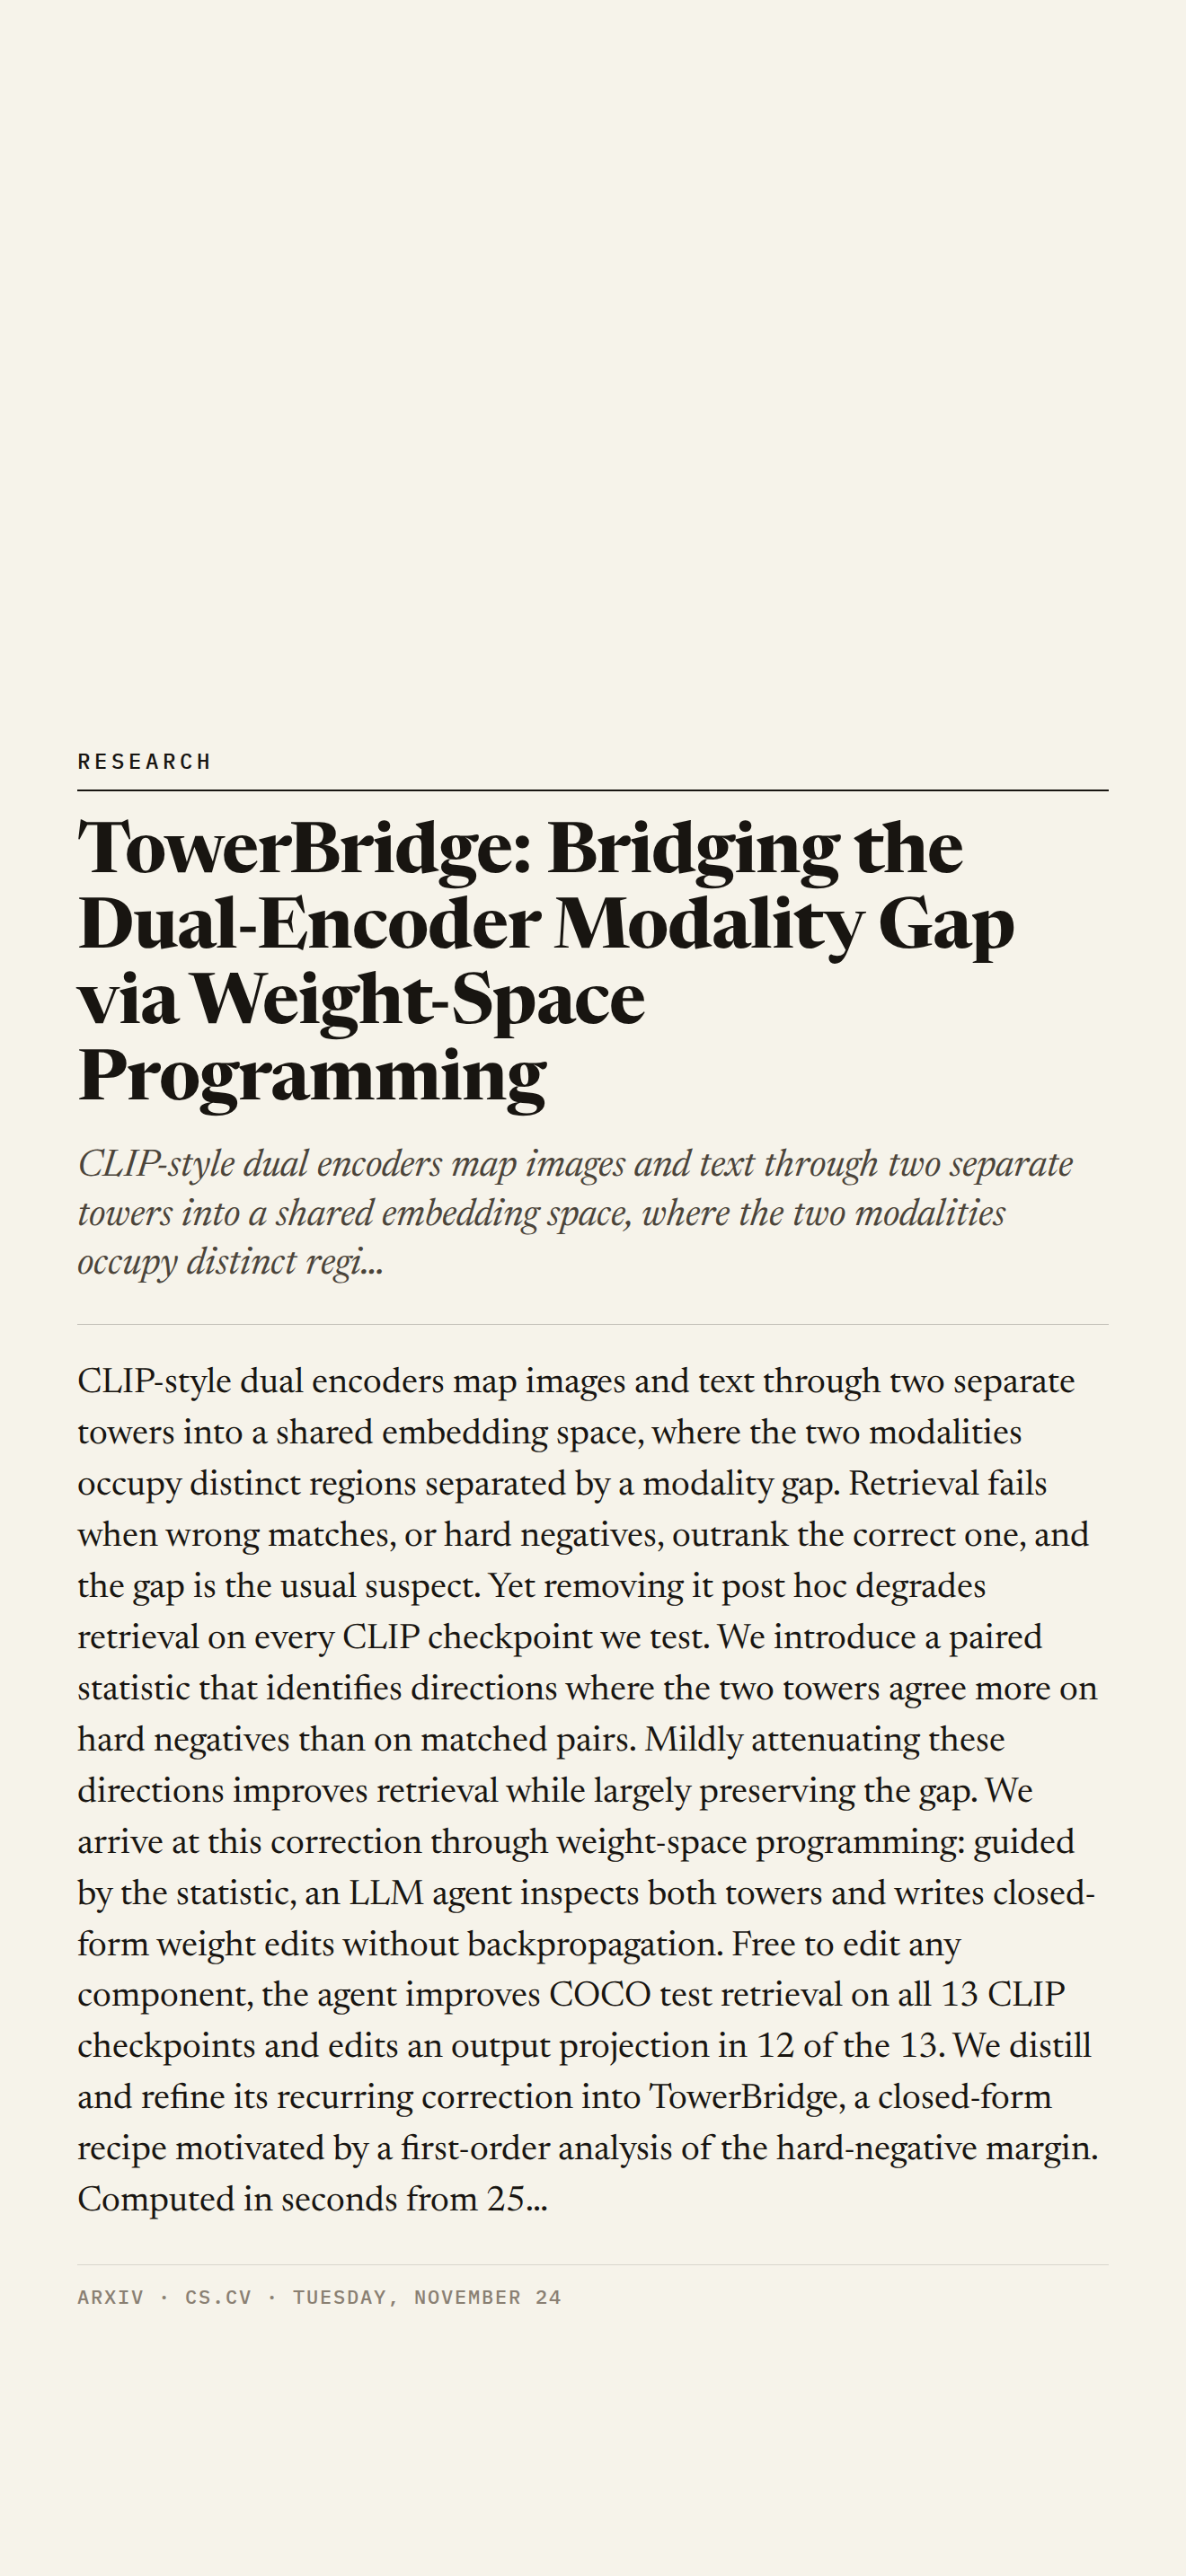 RESEARCH
TowerBridge: Bridging the
Dual-Encoder Modality Gap
via Weight-Space
Programming
CLIP-style dual encoders map images and text through two separate
towers into a shared embedding space, where the two modalities
occupy distinct regi...
CLIP-style dual encoders map images and text through two separate
towers into a shared embedding space, where the two modalities
occupy distinct regions separated by a modality gap. Retrieval fails
when wrong matches, or hard negatives, outrank the correct one, and
the gap is the usual suspect. Yet removing it post hoc degrades
retrieval on every CLIP checkpoint we test. We introduce a paired
statistic that identifies directions where the two towers agree more on
hard negatives than on matched pairs. Mildly attenuating these
directions improves retrieval while largely preserving the gap. We
arrive at this correction through weight-space programming: guided
by the statistic, an LLM agent inspects both towers and writes closed-
form weight edits without backpropagation. Free to edit any
component, the agent improves COCO test retrieval on all 13 CLIP
checkpoints and edits an output projection in 12 of the 13. We distill
and refine its recurring correction into TowerBridge, a closed-form
recipe motivated by a first-order analysis of the hard-negative margin.
Computed in seconds from 25...
ARXIV · CS.CV · TUESDAY, NOVEMBER 24